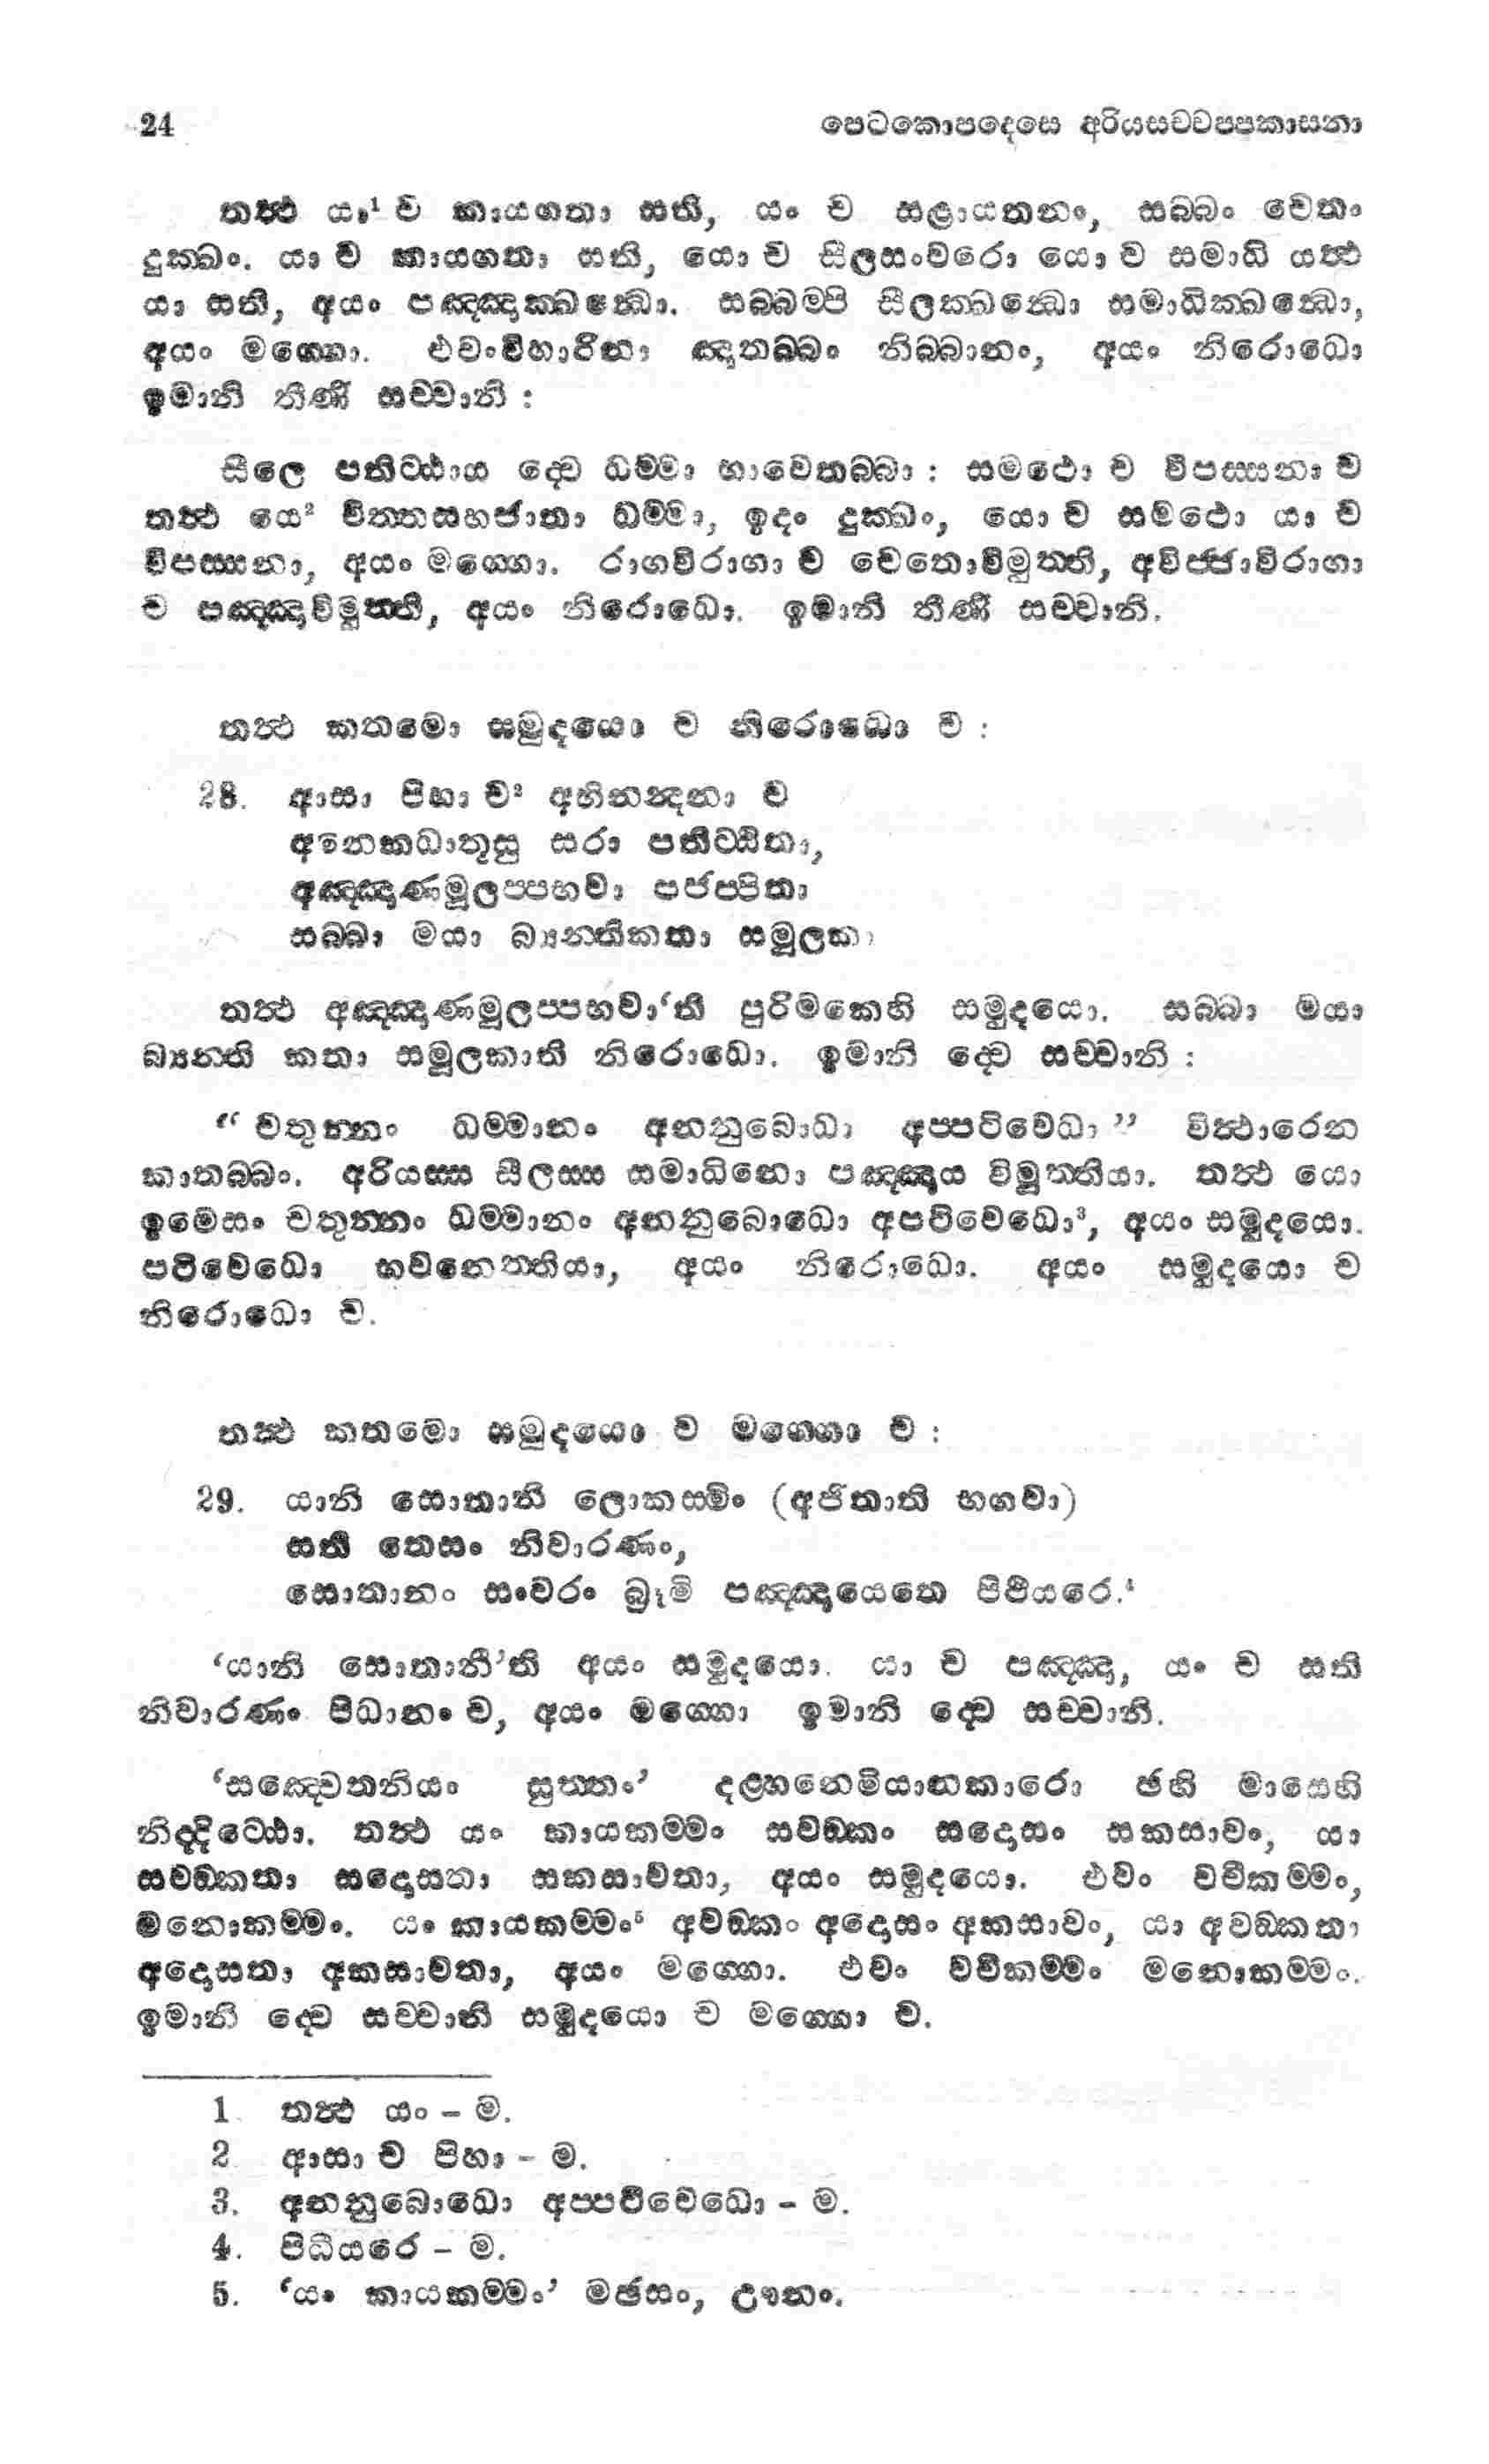 24 පෙටකොපදෙසෙ අරියසච්චප්පකාසනා
තත්ථ යා¹ ච කායගතා සති, යං ච සළායතනං, සබ්බං චෙතං
දුක්ඛං. යා ච කායගතා සති, යො ච සීලසංවරො යො ච සමාධි යත්ථ
යා සති, අයං පඤ්ඤාක්ඛන්ධො. සබ්බම්පි සීලක්ඛන්ධො සමාධික්ඛන්ධො,
අයං මග්ගො. එවංවිහාරිනා ඤාතබ්බං නිබ්බානං, අයං නිරොධො
ඉමානි තීණි සච්චානි :
සීලෙ පතිට්ඨාය ද්වෙ ධම්මා භාවෙතබ්බා : සමථො ච විපස්සනා ච
තත්ථ යෙ² චිත්තසහජාතා ධම්මා, ඉදං දුක්ඛං, යො ච සමථො යා ච
විපස්සනා, අයං මග්ගො. රාගවිරාගා ච චෙතොවිමුත්ති, අවිජ්ජාවිරාගා
ච පඤ්ඤාවිමුත්ති, අයං නිරොධො. ඉමානි තීණි සච්චානි.
තත්ථ කතමො සමුදයො ච නිරොධො ච :
28. ආසා පිහා ච² අභිනන්දනා ච
අනෙකධාතූසු සරා පතිට්ඨිතා,
අඤ්ඤාණමූලප්පභවා පජප්පිතා
සබ්බා මයා බ්‍යන්තිකතා සමූලකා
තත්ථ අඤ්ඤාණමූලප්පභවා‘ති පුරිමකෙහි සමුදයො. සබ්බා මයා
බ්‍යන්ති කතා සමූලකාති නිරොධො. ඉමානි ද්වෙ සච්චානි :
“ චතුන්නං ධම්මානං අනනුබොධා අප්පටිවෙධා ” විත්ථාරෙන
කාතබ්බං. අරියස්ස සීලස්ස සමාධිනො පඤ්ඤාය විමුත්තියා. තත්ථ යො
ඉමෙසං චතුන්නං ධම්මානං අනනුබොධො අපටිවෙධො³, අයං සමුදයො.
පටිවෙධො භවනෙත්තියා, අයං නිරොධො. අයං සමුදයො ච
නිරොධො ච.
තත්ථ කතමො සමුදයො ච මග්ගො ච :
29. යානි සොතානි ලොකස්මිං (අජිතාති භගවා)
සති තෙසං නිවාරණං,
සොතානං සංවරං බ්‍රූමි පඤ්ඤායෙතෙ පිථියරෙ.⁴
‘යානි සොතානි’ති අයං සමුදයො. යා ච පඤ්ඤා, යං ච සති
නිවාරණං පිධානං ච, අයං මග්ගො ඉමානි ද්වෙ සච්චානි.
‘සඤ්චෙතනියං සුත්තං’ දළ්හනෙමියානකාරො ඡහි මාසෙහි
නිද්දිට්ඨො. තත්ථ යං කායකම්මං සවඞ්කං සදොසං සකසාවං, යා
සවඞ්කතා සදොසතා සකසාවතා, අයං සමුදයො. එවං වචීකම්මං,
මනොකම්මං. යං කායකම්මං⁵ අවඞ්කං අදොසං අකසාවං, යා අවඞ්කතා
අදොසතා අකසාවතා, අයං මග්ගො. එවං වචීකම්මං මනොකම්මං.
ඉමානි ද්වෙ සච්චානි සමුදයො ච මග්ගො ච.
1. තත්ථ යං – ම.
2. ආසා ච පිහා – ම.
3. අනනුබොධො අප්පටිවෙධො – ම.
4. පිධීයරෙ – ම.
5. ‘යං කායකම්මං’ මඡසං, ඌනං.